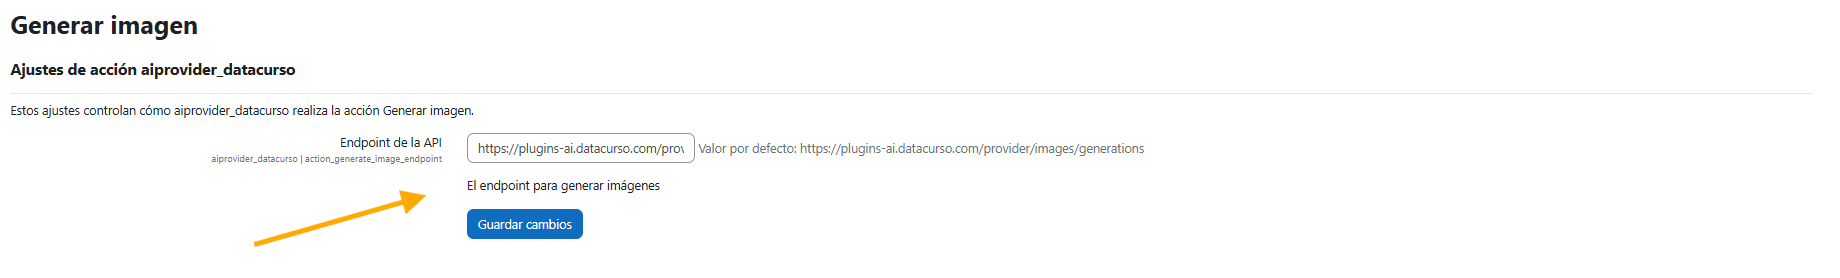 Generar imagen
Ajustes de acción aiprovider_datacurso
Estos ajustes controlan cómo aiprovider_datacurso realiza la acción Generar imagen.
Endpoint de la API
aiprovider_datacurso | action_generate_image_endpoint
https://plugins-ai.datacurso.com/prov Valor por defecto: https://plugins-ai.datacurso.com/provider/images/generations
El endpoint para generar imágenes
Guardar cambios